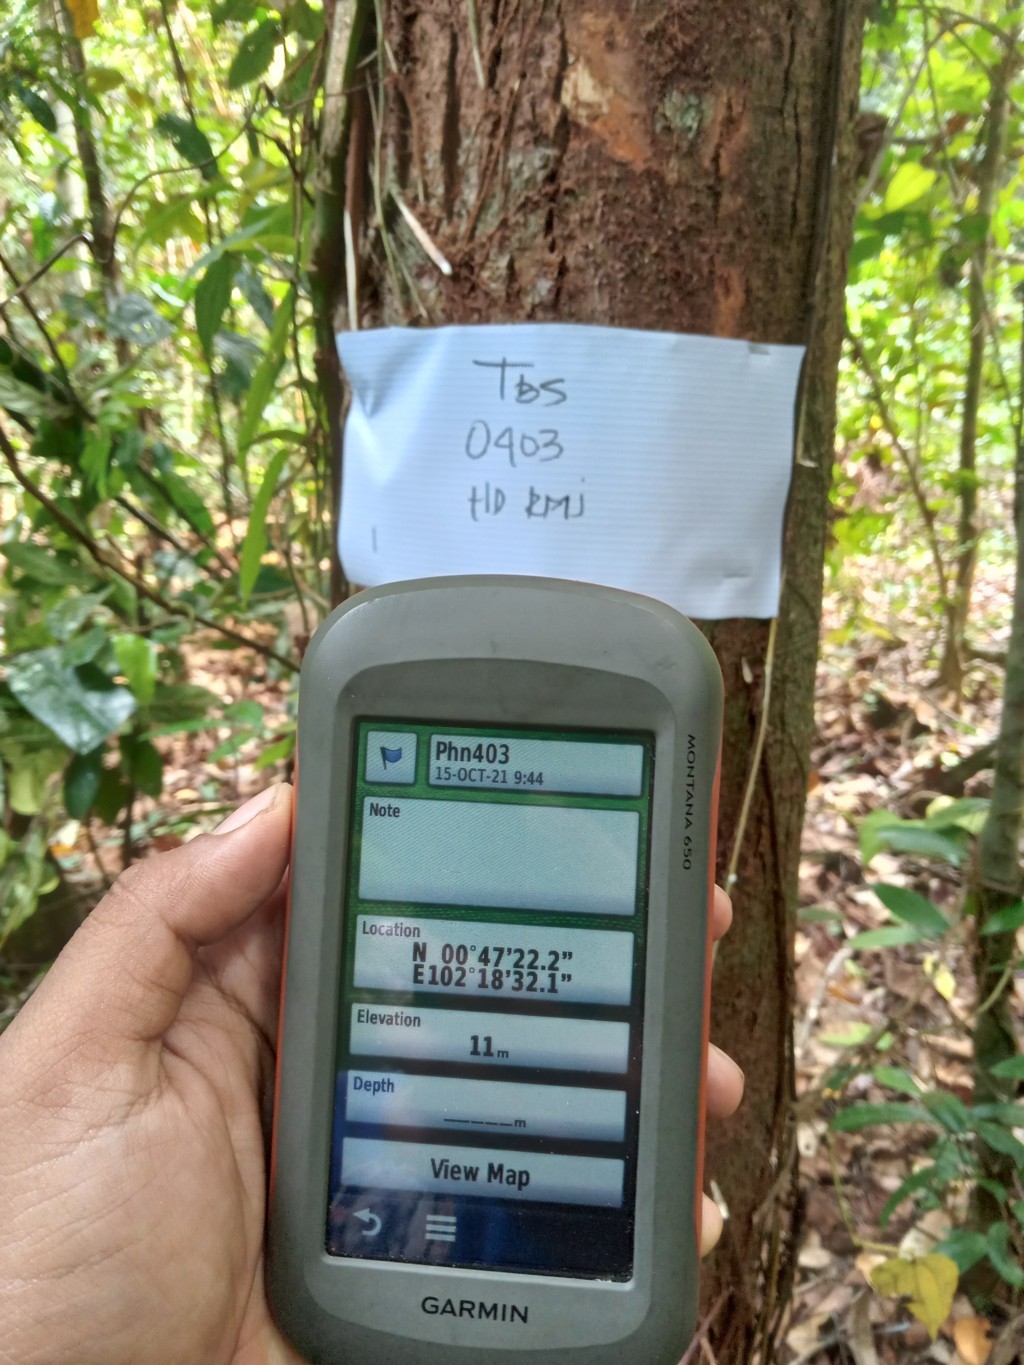 Tbs
0403
HD RMJ
Phn403
15-OCT-21 9:44
Note
Location
N 00°47'22.2"
E102°18'32.1"
Elevation
11m
Depth
_____m
View Map
MONTANA 650
GARMIN